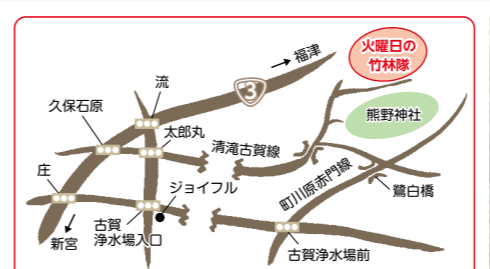 火曜日の
竹林隊
福津
3
流
熊野神社
久保石原
太郎丸
清滝古賀線
庄
ジョイフル
町川原赤門線
鷺白橋
新宮
古賀
浄水場入口
古賀浄水場前